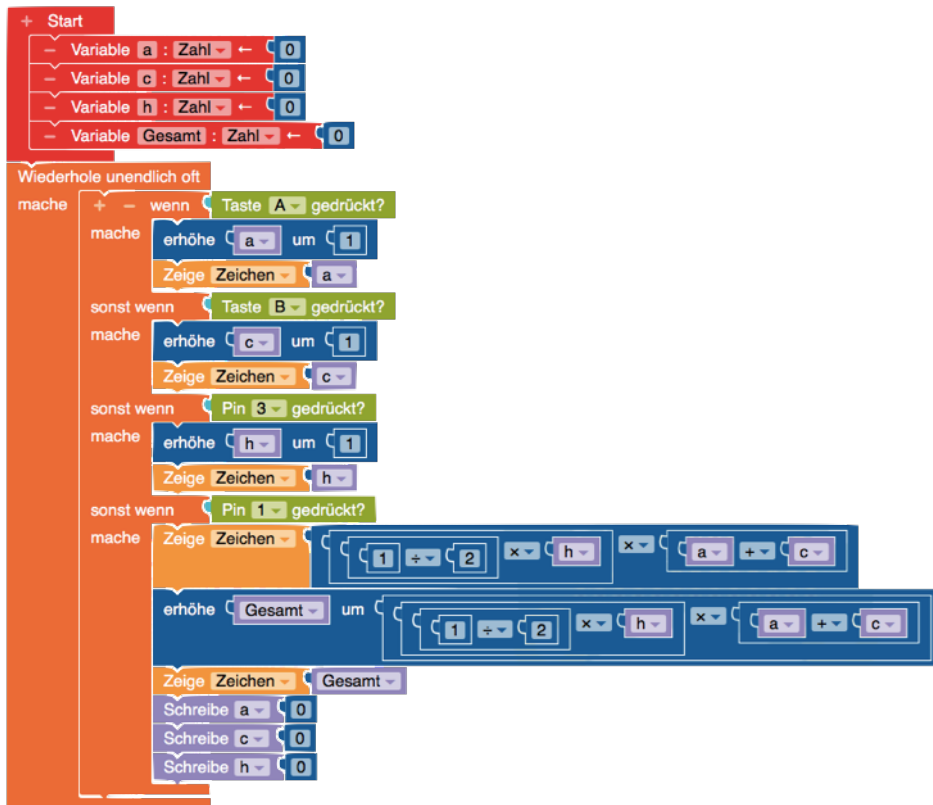 + Start
− Variable a : Zahl ← 0
− Variable c : Zahl ← 0
− Variable h : Zahl ← 0
− Variable Gesamt : Zahl ← 0
Wiederhole unendlich oft
mache + − wenn Taste A gedrückt?
mache erhöhe a um 1
Zeige Zeichen a
sonst wenn Taste B gedrückt?
mache erhöhe c um 1
Zeige Zeichen c
sonst wenn Pin 3 gedrückt?
mache erhöhe h um 1
Zeige Zeichen h
sonst wenn Pin 1 gedrückt?
mache Zeige Zeichen 1 ÷ 2 × h × a + c
erhöhe Gesamt um 1 ÷ 2 × h × a + c
Zeige Zeichen Gesamt
Schreibe a 0
Schreibe c 0
Schreibe h 0